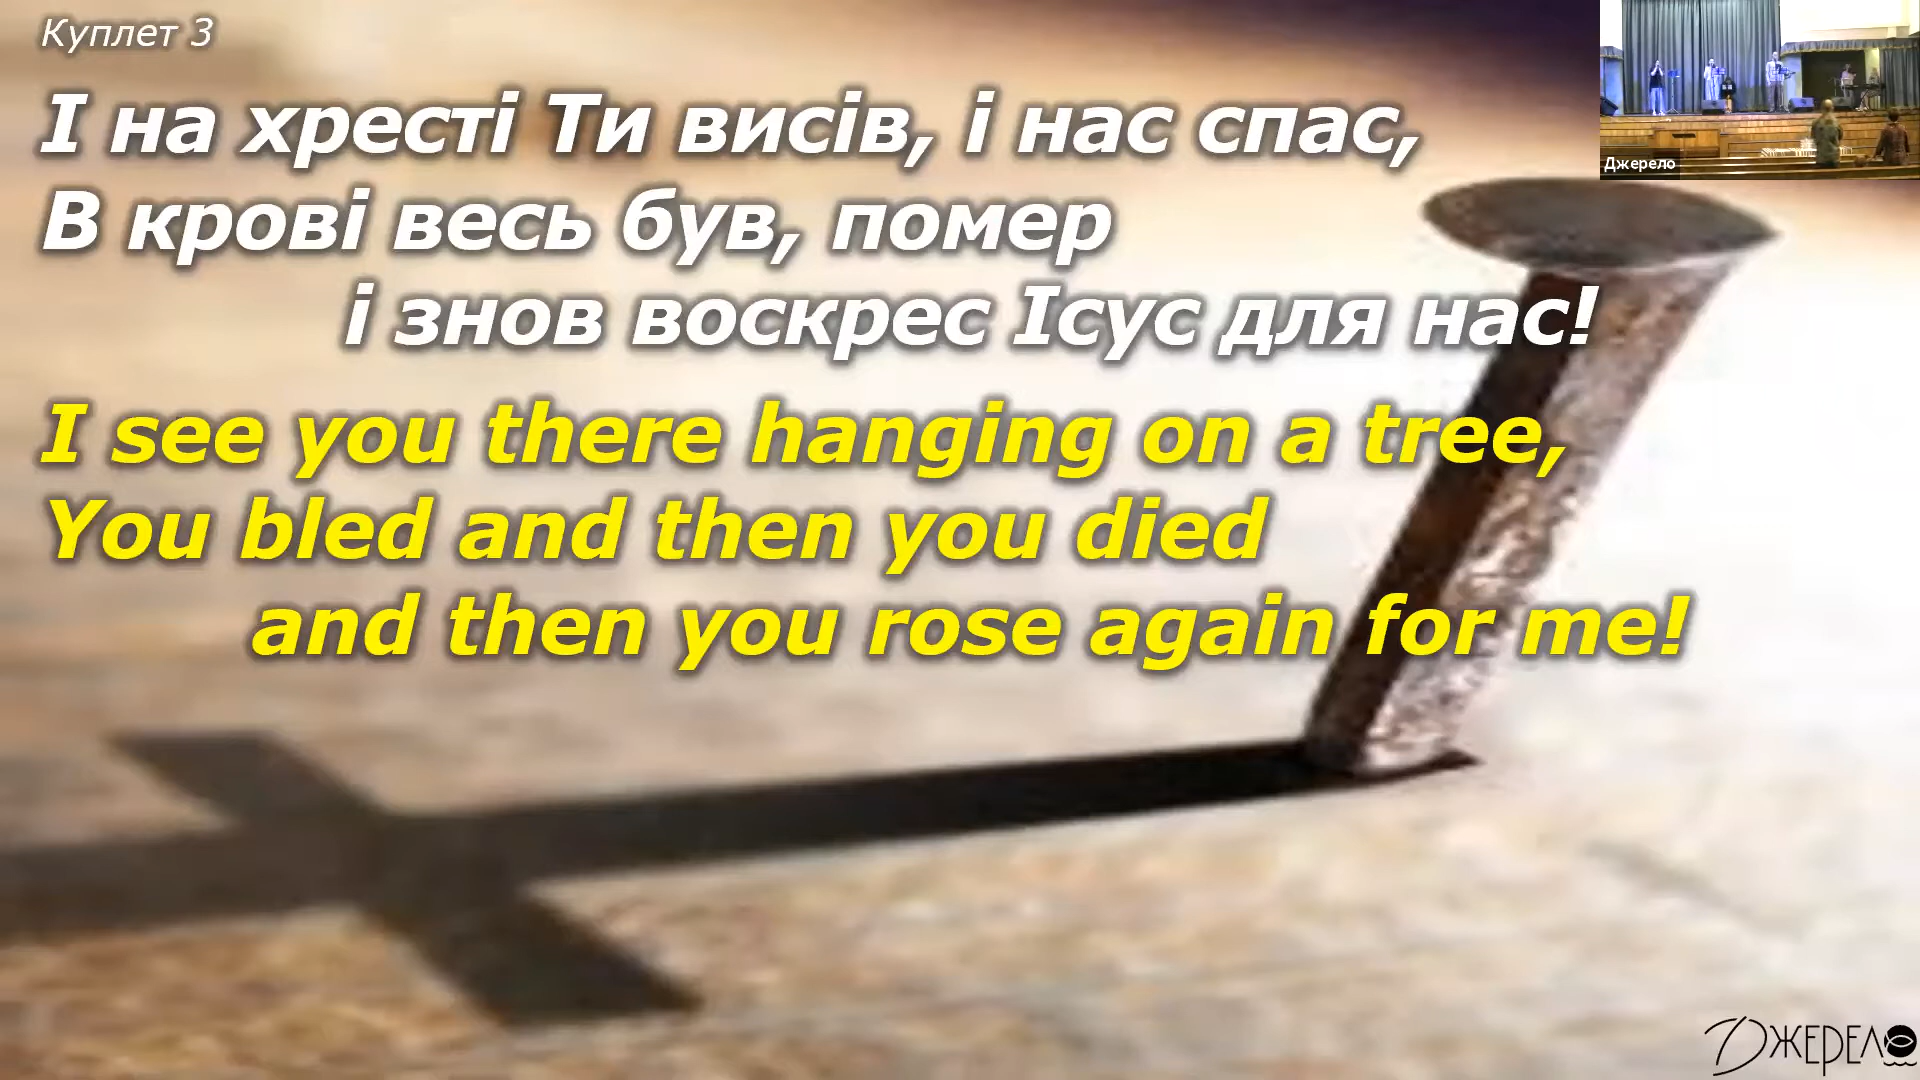 Куплет 3
І на хресті Ти висів, і нас спас,
В крові весь був, помер
і знов воскрес Ісус для нас!
I see you there hanging on a tree,
You bled and then you died
and then you rose again for me!
Джерело
ДЖЕРЕЛО